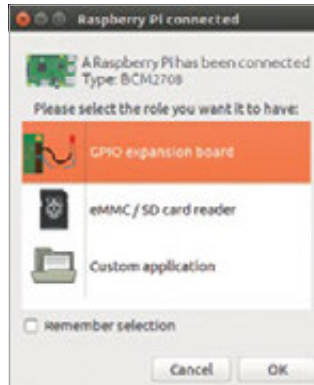 Raspberry Pi connected
A Raspberry Pi has been connected
Type: BCM2708
Please select the role you want it to have:
GPIO expansion board
eMMC / SD card reader
Custom application
Remember selection
Cancel OK